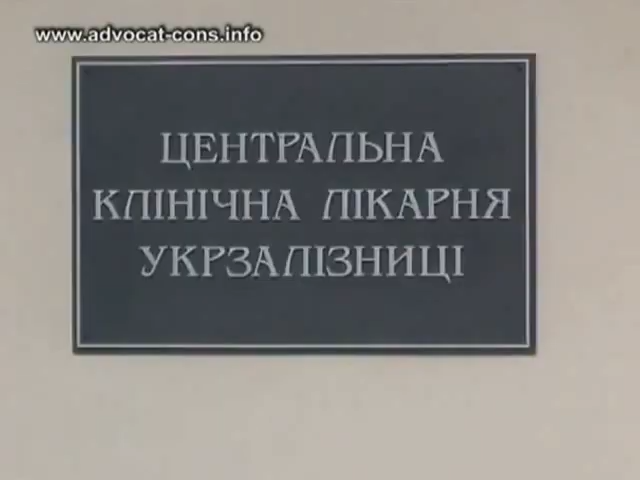 www.advocat-cons.info
ЦЕНТРАЛЬНА
КЛІНІЧНА ЛІКАРНЯ
УКРЗАЛІЗНИЦІ